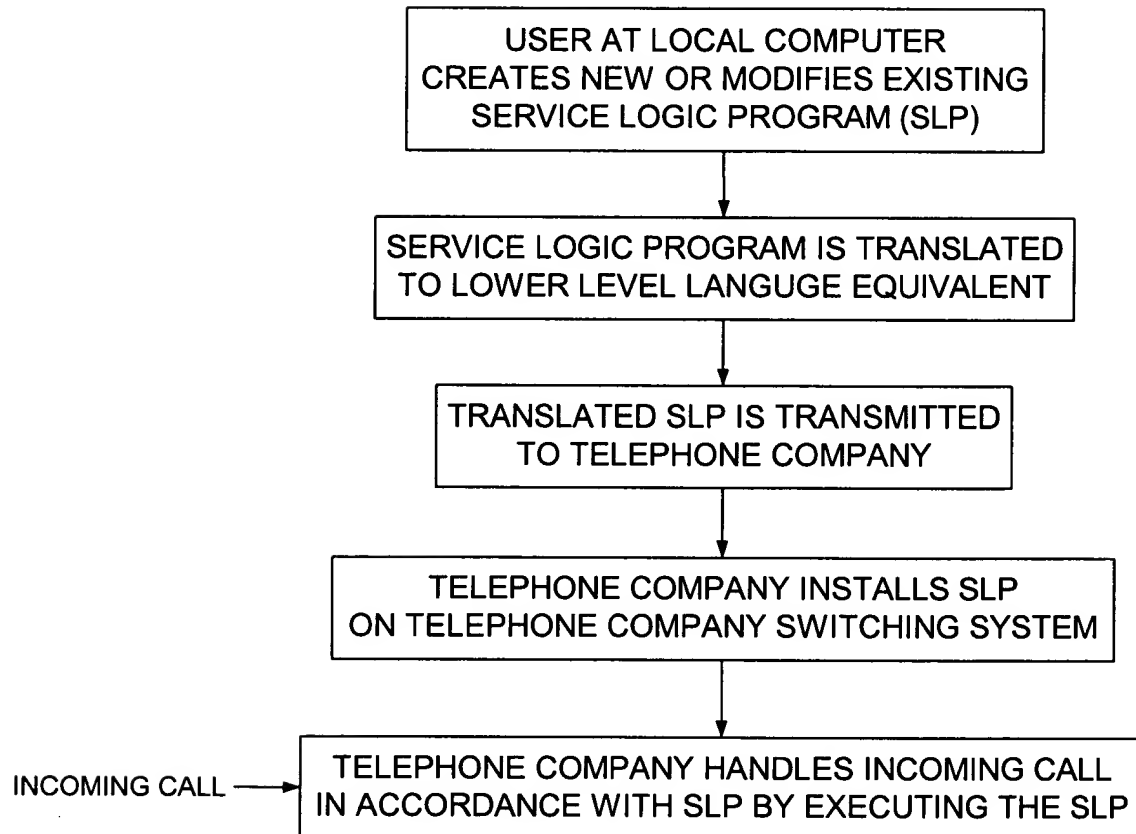 USER AT LOCAL COMPUTER
CREATES NEW OR MODIFIES EXISTING
SERVICE LOGIC PROGRAM (SLP)
SERVICE LOGIC PROGRAM IS TRANSLATED
TO LOWER LEVEL LANGUGE EQUIVALENT
TRANSLATED SLP IS TRANSMITTED
TO TELEPHONE COMPANY
TELEPHONE COMPANY INSTALLS SLP
ON TELEPHONE COMPANY SWITCHING SYSTEM
INCOMING CALL
TELEPHONE COMPANY HANDLES INCOMING CALL
IN ACCORDANCE WITH SLP BY EXECUTING THE SLP